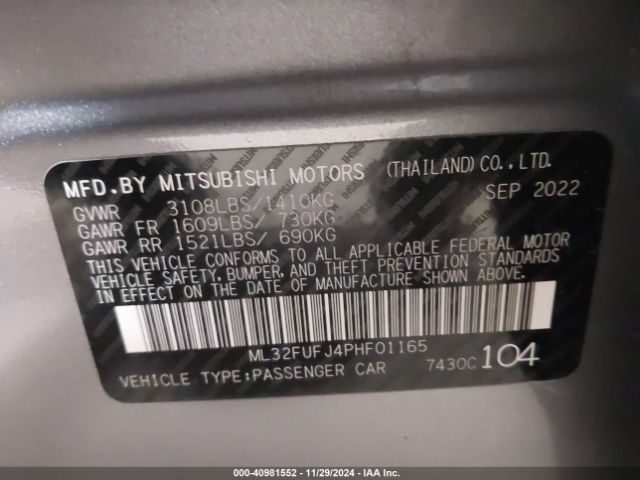 MFD.BY MITSUBISHI MOTORS (THAILAND)CO.,LTD.
SEP 2022
GVWR 3108LBS/1410KG
GAWR FR 1609LBS/ 730KG
GAWR RR 1521LBS/ 690KG
THIS VEHICLE CONFORMS TO ALL APPLICABLE FEDERAL MOTOR
VEHICLE SAFETY, BUMPER, AND THEFT PREVENTION STANDARDS
IN EFFECT ON THE DATE OF MANUFACTURE SHOWN ABOVE.
ML32FUFJ4PHF01165
VEHICLE TYPE:PASSENGER CAR 7430C 104
000-40981552 - 11/29/2024 - IAA Inc.